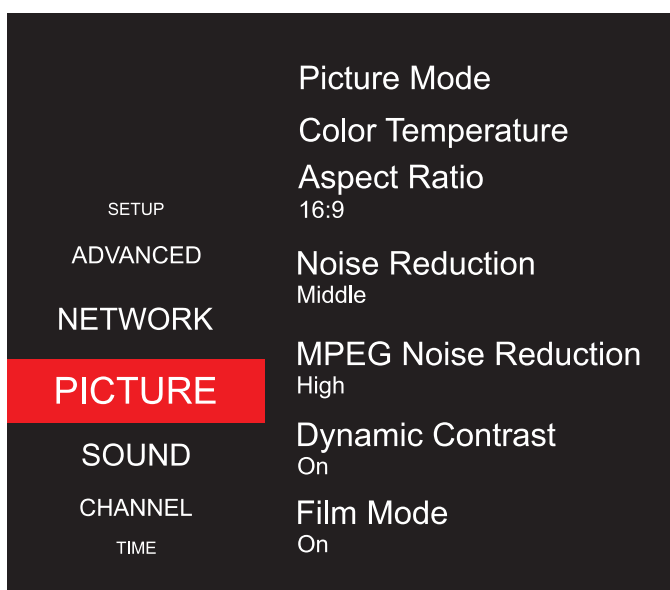 SETUP
ADVANCED
NETWORK
PICTURE
SOUND
CHANNEL
TIME
Picture Mode
Color Temperature
Aspect Ratio
16:9
Noise Reduction
Middle
MPEG Noise Reduction
High
Dynamic Contrast
On
Film Mode
On